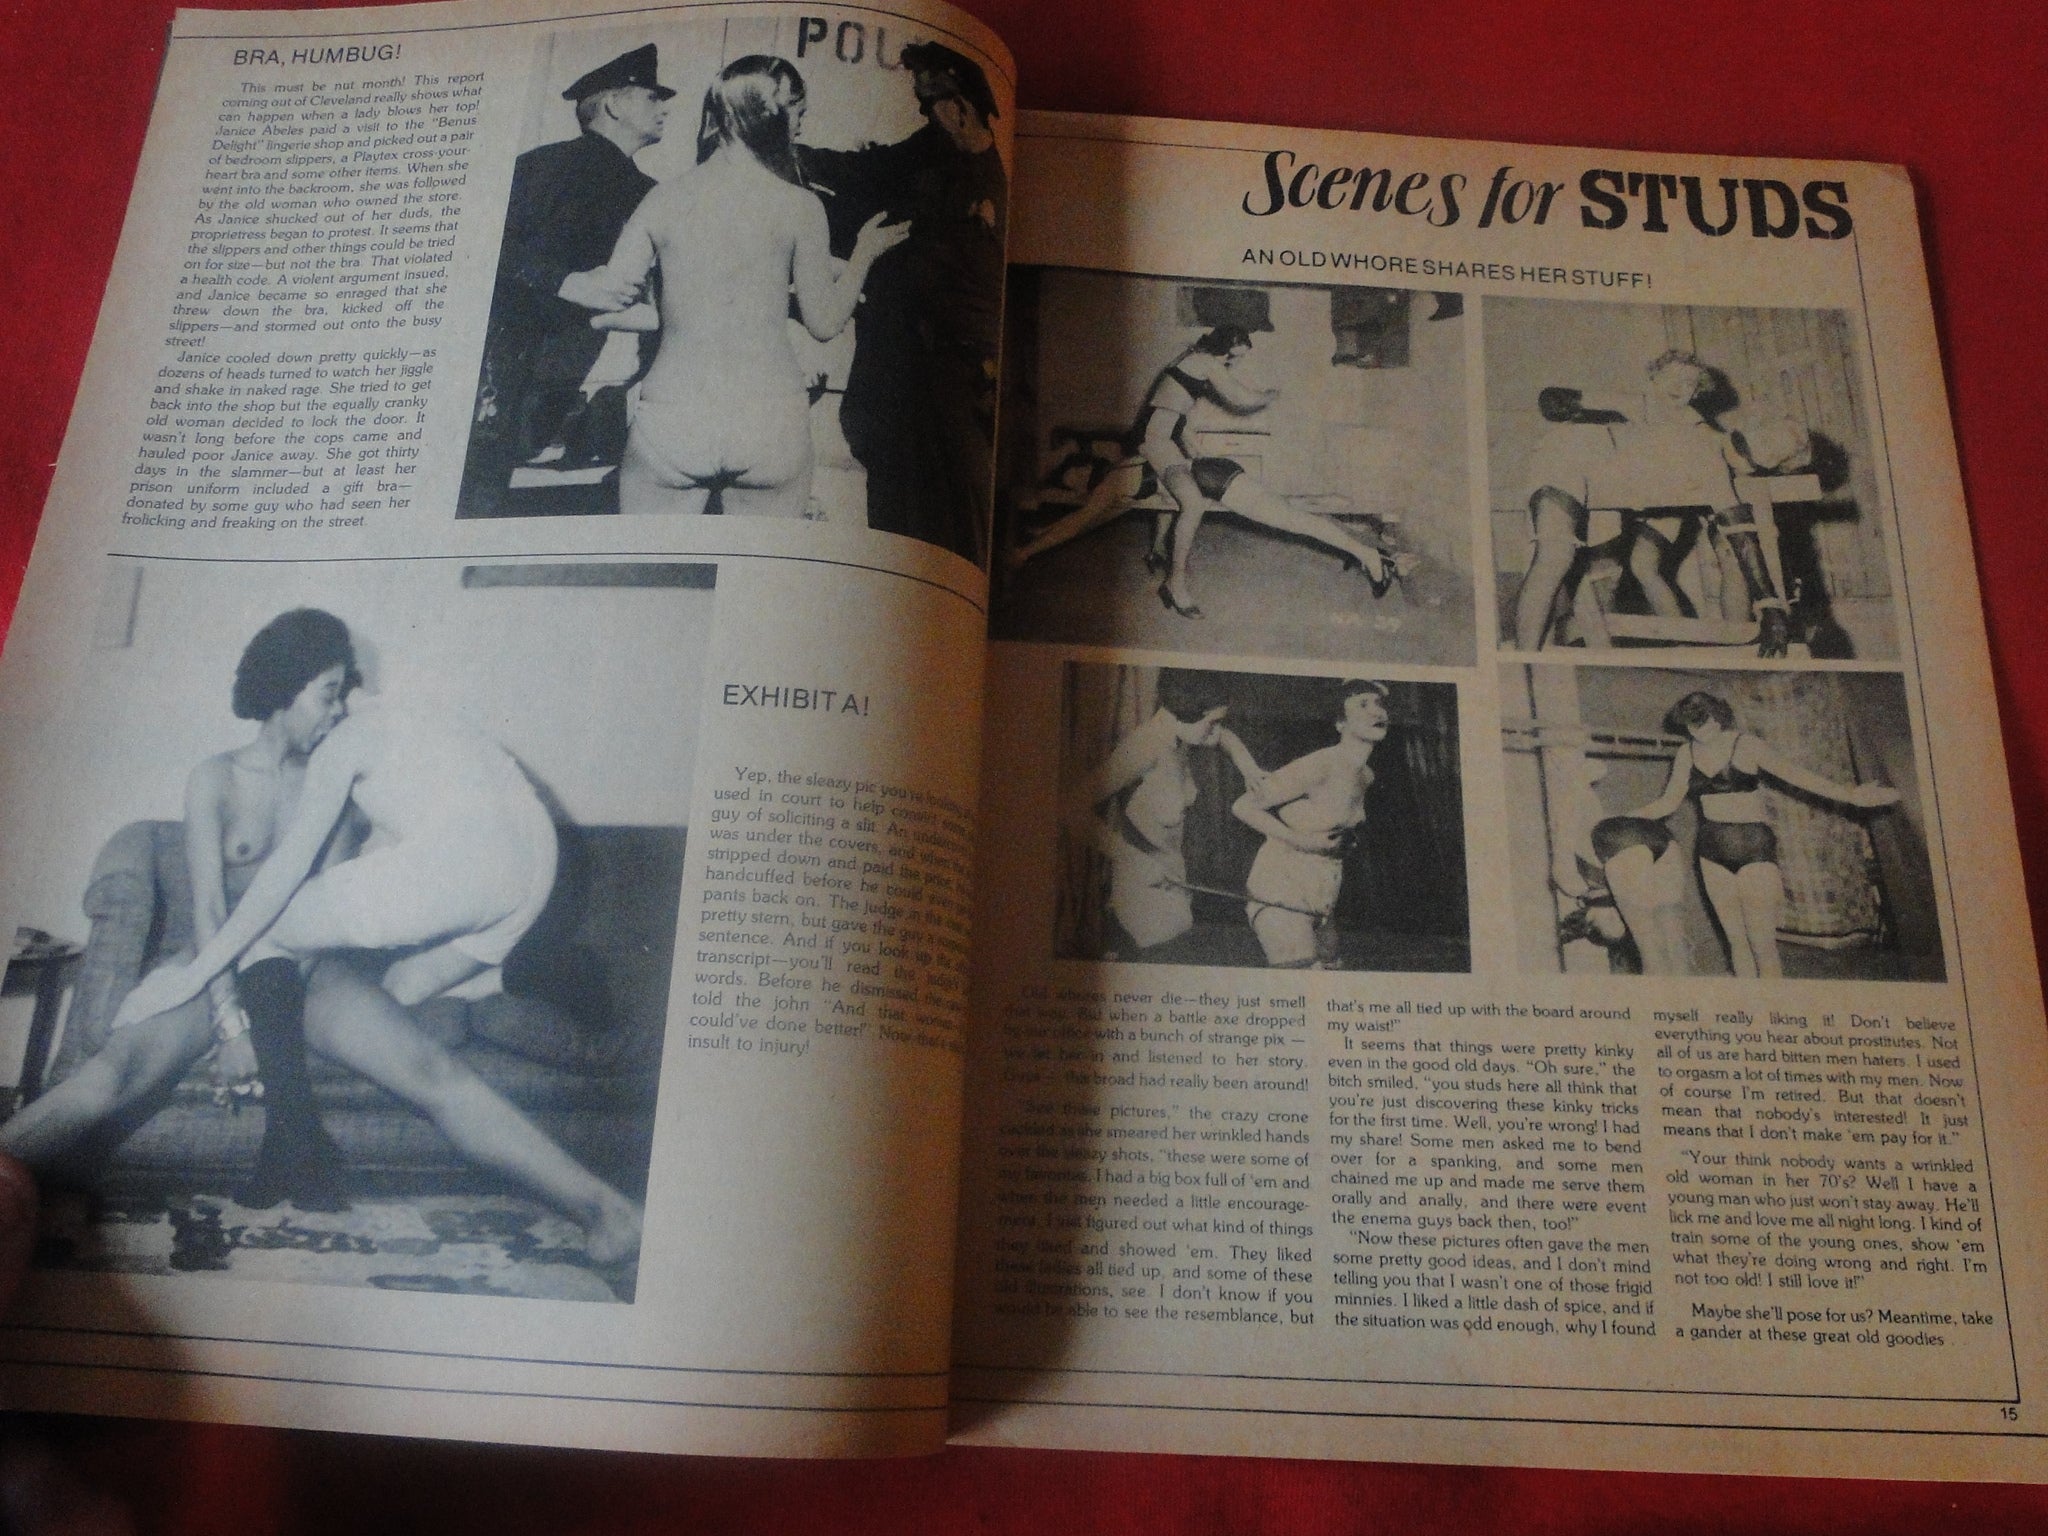 BRA, HUMBUG!
This must be nut month! This report
coming out of Cleveland really shows what
can happen when a lady blows her top!
Janice Abeles paid a visit to the "Benus
Delight" lingerie shop and picked out a pair
of bedroom slippers, a Playtex cross-your-
heart bra and some other items. When she
went into the backroom, she was followed
by the old woman who owned the store.
As Janice shucked out of her duds, the
proprietress began to protest. It seems that
the slippers and other things could be tried
on for size—but not the bra. That violated
a health code. A violent argument insued,
and Janice became so enraged that she
threw down the bra, kicked off the
slippers—and stormed out onto the busy
street!
Janice cooled down pretty quickly—as
dozens of heads turned to watch her jiggle
and shake in naked rage. She tried to get
back into the shop but the equally cranky
old woman decided to lock the door. It
wasn't long before the cops came and
hauled poor Janice away. She got thirty
days in the slammer—but at least her
prison uniform included a gift bra—
donated by some guy who had seen her
frolicking and freaking on the street.
POL
EXHIBIT A!
Yep, the sleazy pic you're looking
used in court to help convict
guy of soliciting a slit. An
was under the covers, and when
stripped down and paid the price,
handcuffed before he could even
pants back on. The judge in the
pretty stern, but gave the guy a
sentence. And if you look up the
transcript—you'll read the judge's
words. Before he dismissed the
told the john "And that
could've done better!" Now that's
insult to injury!
Scenes for STUDS
AN OLD WHORE SHARES HER STUFF!
Old whores never die—they just smell
that way. But when a battle axe dropped
by our office with a bunch of strange pix —
we let her in and listened to her story.
this broad had really been around!
"See these pictures," the crazy crone
cackled as she smeared her wrinkled hands
over the sleazy shots, "these were some of
my favorites. I had a big box full of 'em and
when the men needed a little encourage-
ment, I just figured out what kind of things
they liked and showed 'em. They liked
these ladies all tied up, and some of these
old illustrations, see. I don't know if you
would be able to see the resemblance, but
that's me all tied up with the board around
my waist!"
It seems that things were pretty kinky
even in the good old days. "Oh sure," the
bitch smiled, "you studs here all think that
you're just discovering these kinky tricks
for the first time. Well, you're wrong! I had
my share! Some men asked me to bend
over for a spanking, and some men
chained me up and made me serve them
orally and anally, and there were event
the enema guys back then, too!"
"Now these pictures often gave the men
some pretty good ideas, and I don't mind
telling you that I wasn't one of those frigid
minnies. I liked a little dash of spice, and if
the situation was odd enough, why I found
myself really liking it! Don't believe
everything you hear about prostitutes. Not
all of us are hard bitten men haters. I used
to orgasm a lot of times with my men. Now
of course I'm retired. But that doesn't
mean that nobody's interested! It just
means that I don't make 'em pay for it."
"Your think nobody wants a wrinkled
old woman in her 70's? Well I have a
young man who just won't stay away. He'll
lick me and love me all night long. I kind of
train some of the young ones, show 'em
what they're doing wrong and right. I'm
not too old! I still love it!"
Maybe she'll pose for us? Meantime, take
a gander at these great old goodies . .
15